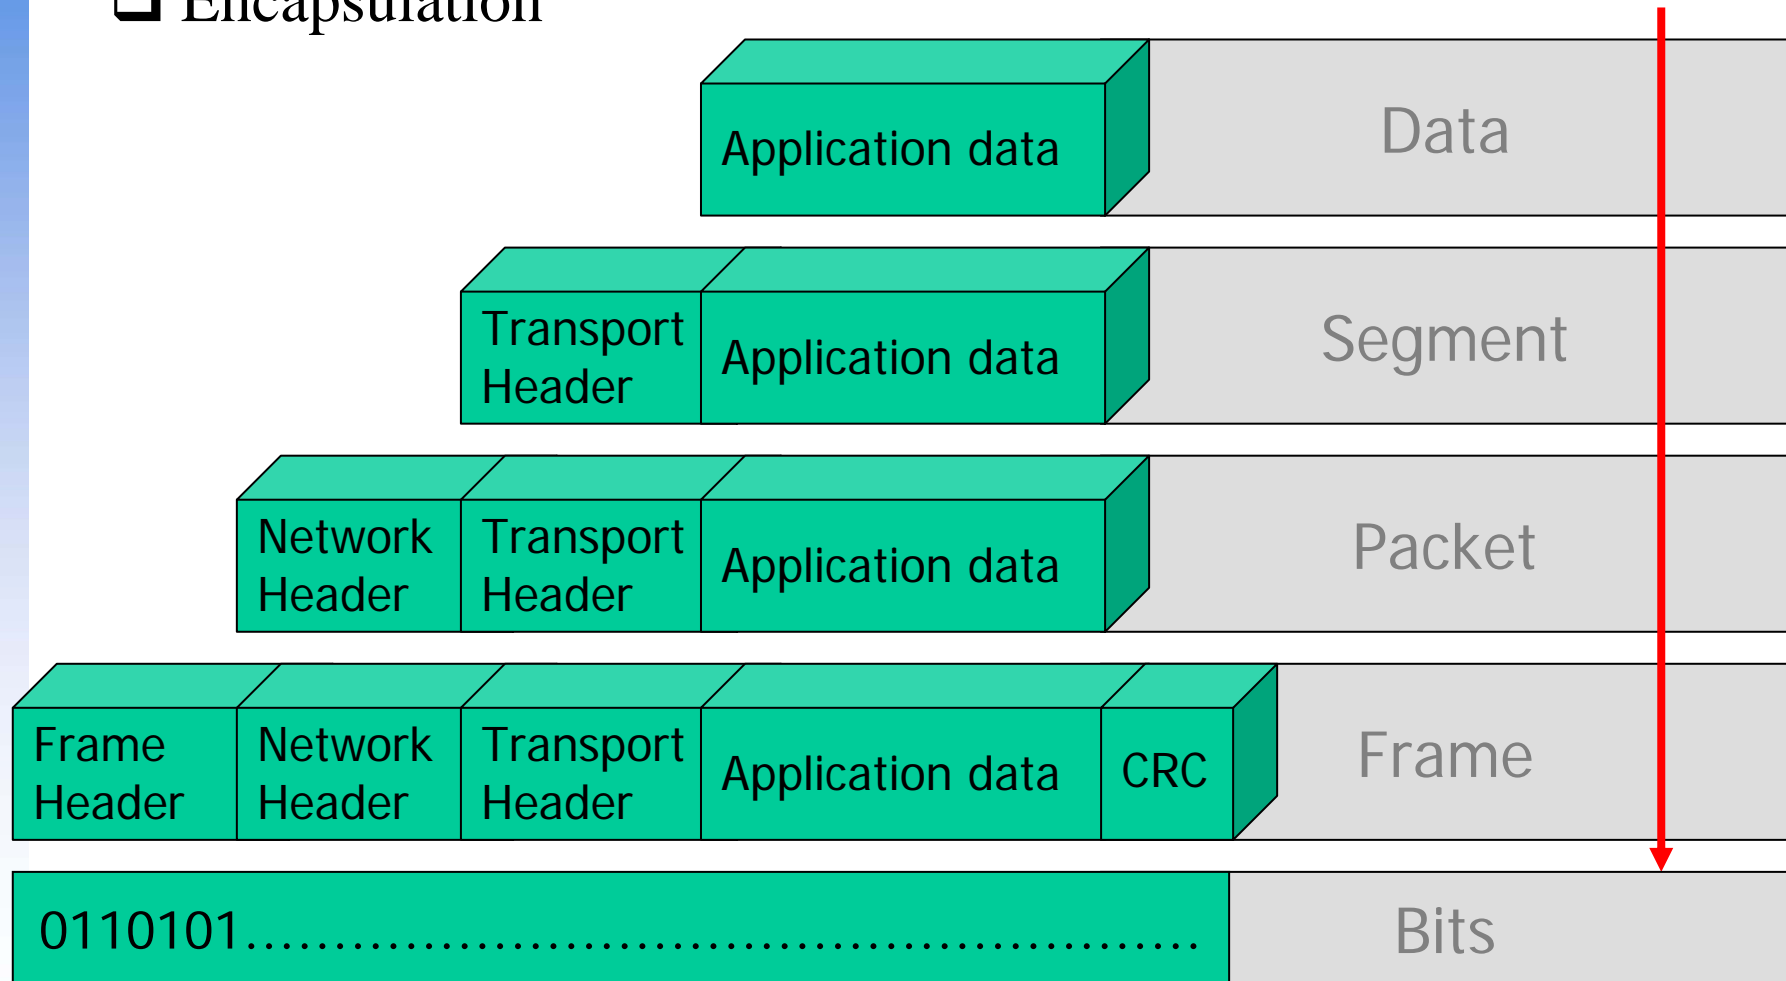 ❑ Encapsulation
Application data
Data
Transport
Header
Application data
Segment
Network
Header
Transport
Header
Application data
Packet
Frame
Header
Network
Header
Transport
Header
Application data
CRC
Frame
0110101.......................................................
Bits